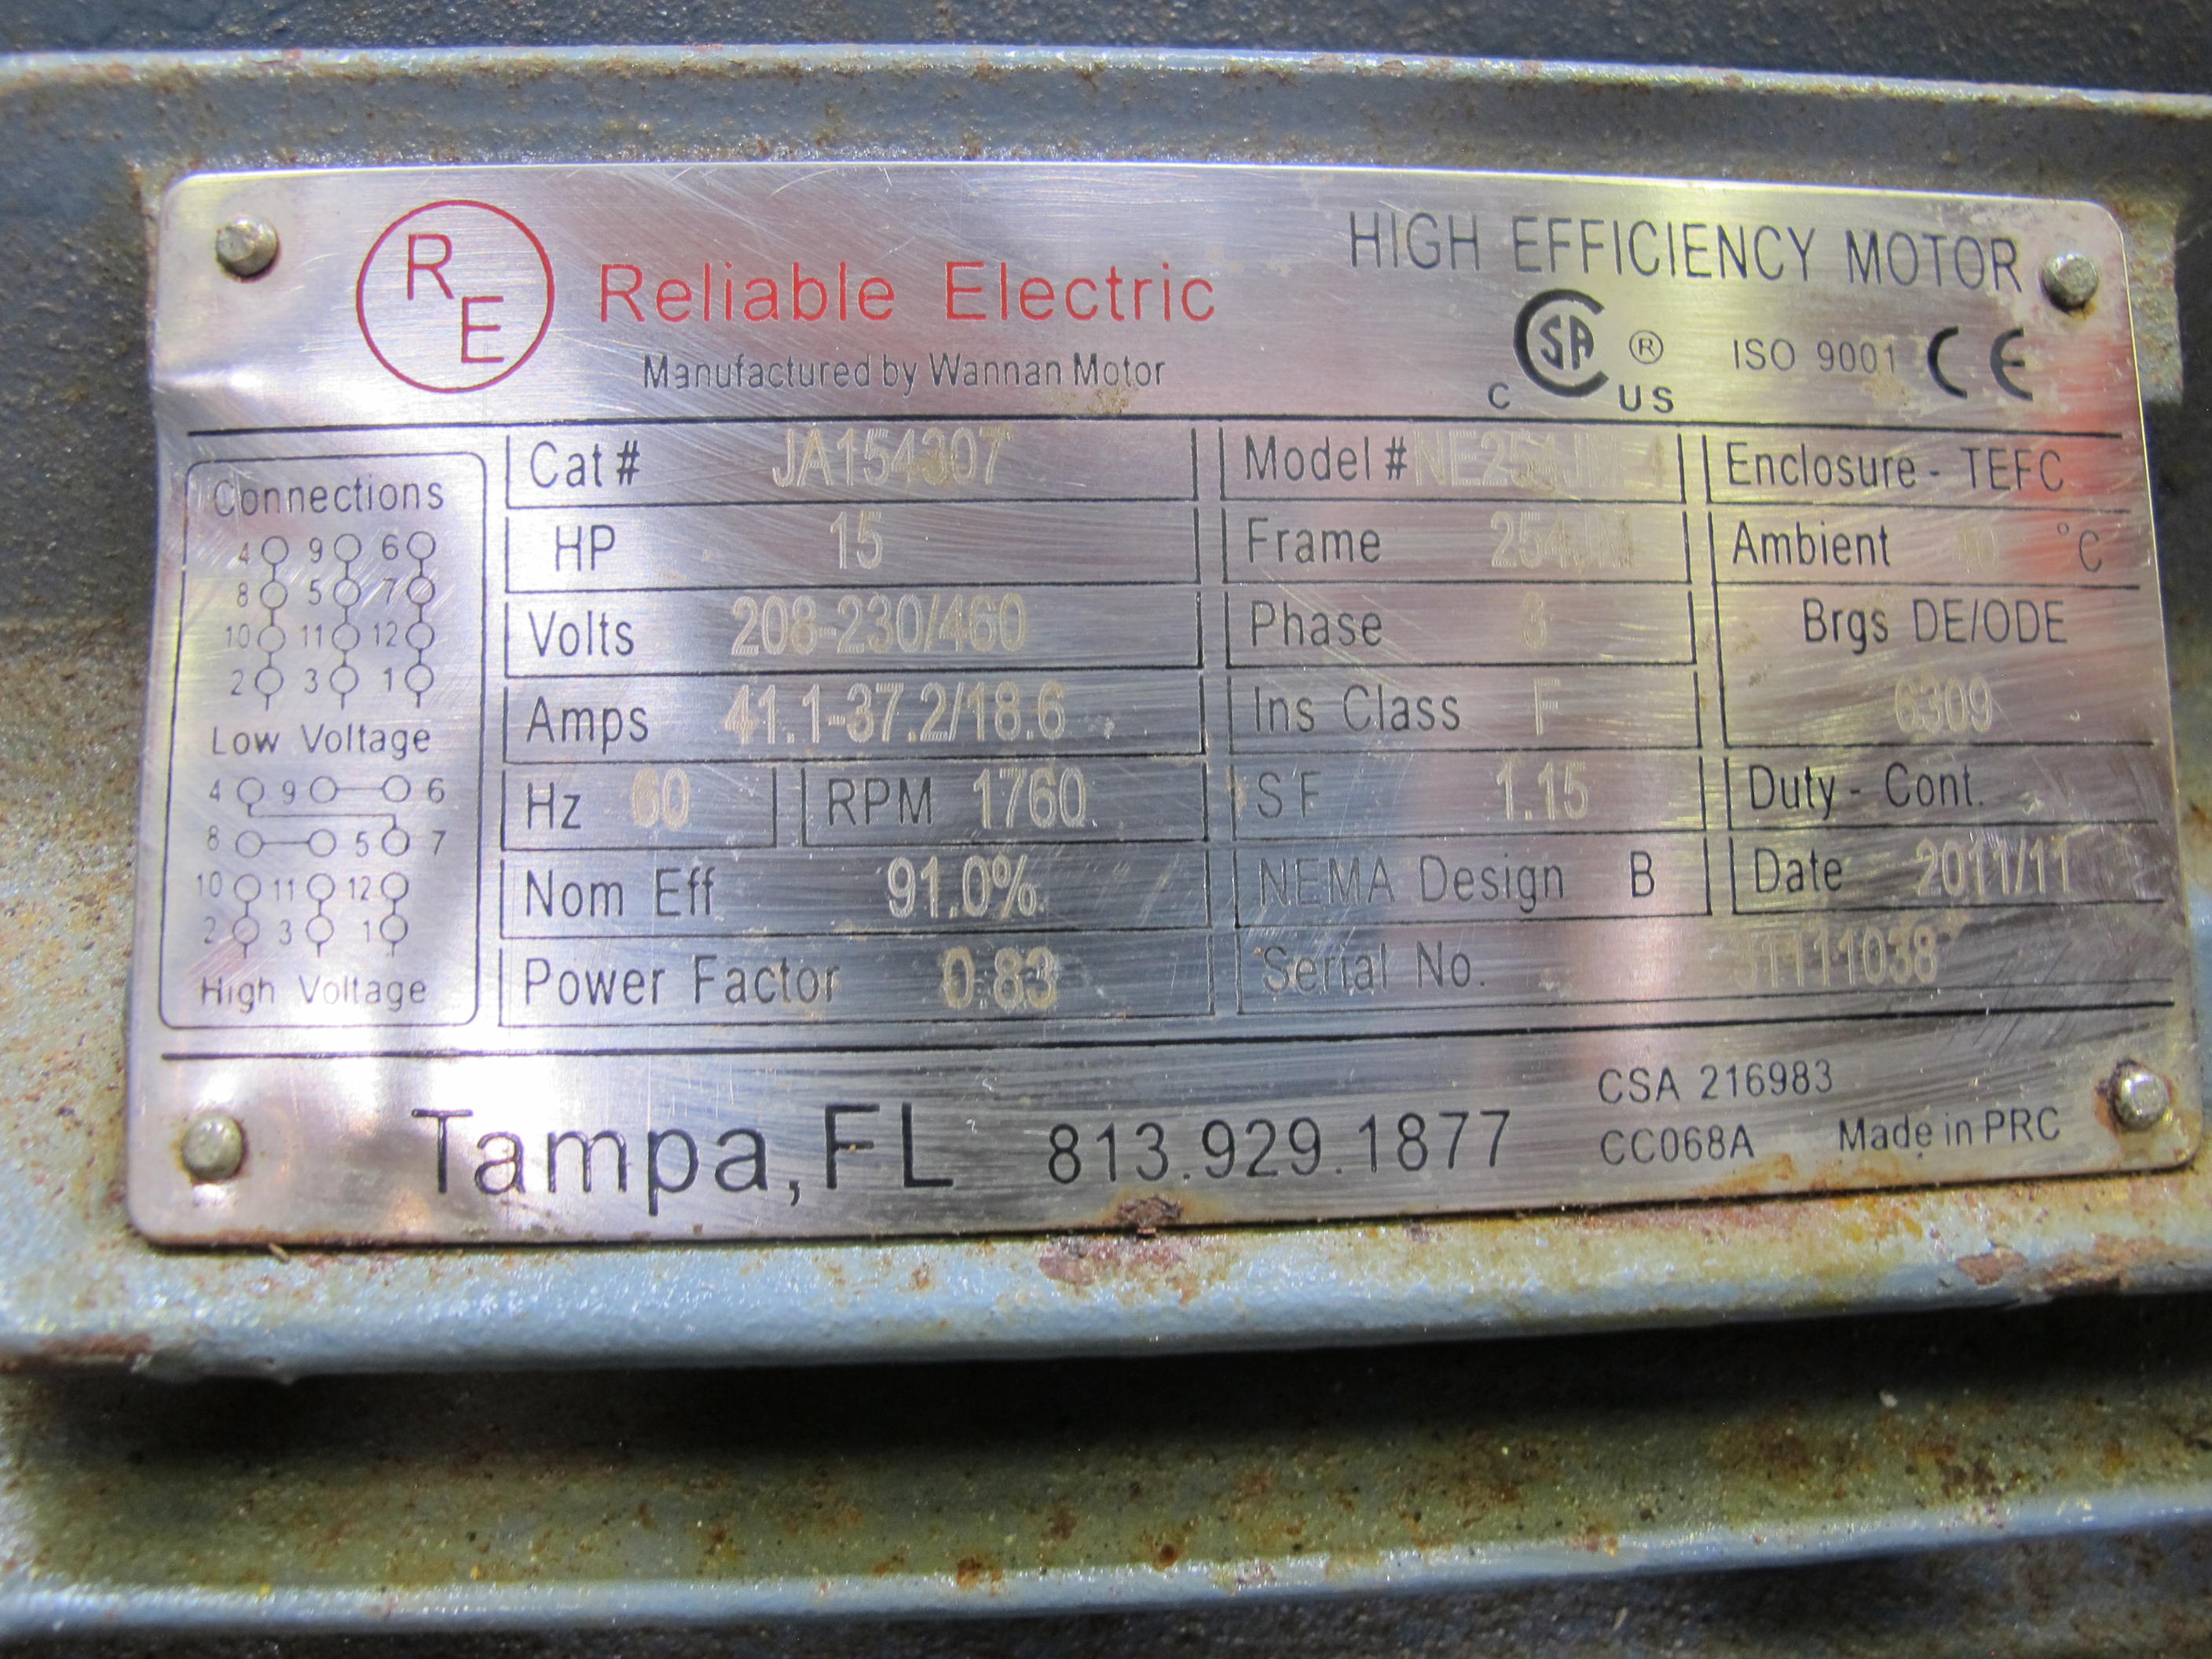 R E Reliable Electric
Manufactured by Wannan Motor
HIGH EFFICIENCY MOTOR
C SA ® C US ISO 9001 CE
Connections
4 9 6
8 5 7
10 11 12
2 3 1
Low Voltage
4 9 6
8 5 7
10 11 12
2 3 1
High Voltage
Cat # JA154307
HP 15
Volts 208-230/460
Amps 41.1-37.2/18.6
Hz 60 RPM 1760
Nom Eff 91.0%
Power Factor 0.83
Model #
Frame 254JM
Phase 3
Ins Class F
S F 1.15
NEMA Design B
Serial No.
Enclosure - TEFC
Ambient °C
Brgs DE/ODE
6309
Duty - Cont.
Date 2011/11
Tampa, FL 813.929.1877
CSA 216983
CC068A Made in PRC